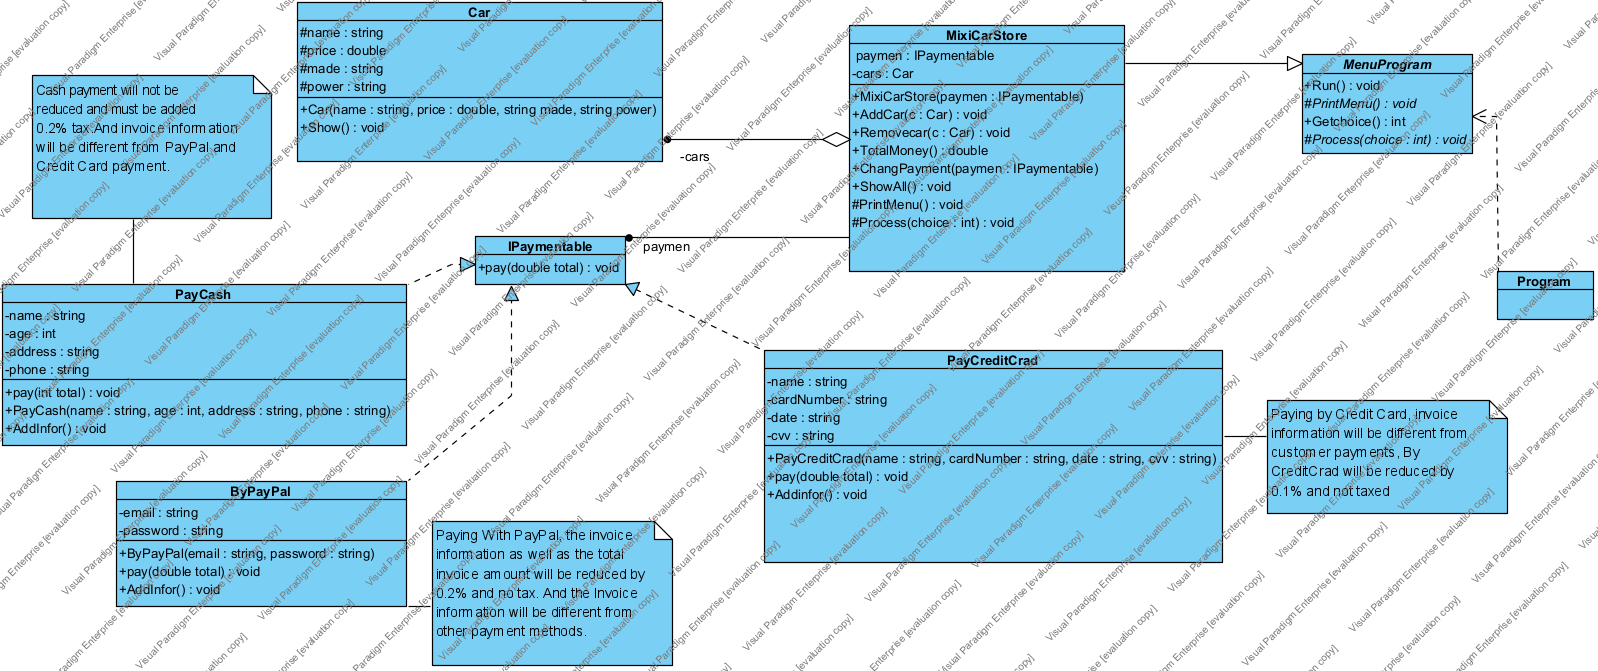 Car
#name : string
#price : double
#made : string
#power : string
+Car(name : string, price : double, string made, string power)
+Show() : void
Cash payment will not be
reduced and must be added
0.2% tax.And invoice information
will be different from PayPal and
Credit Card payment.
-cars
MixiCarStore
paymen : IPaymentable
-cars : Car
+MixiCarStore(paymen : IPaymentable)
+AddCar(c : Car) : void
+Removecar(c : Car) : void
+TotalMoney() : double
+ChangPayment(paymen : IPaymentable)
+ShowAll() : void
#PrintMenu() : void
#Process(choice : int) : void
MenuProgram
+Run() : void
#PrintMenu() : void
+Getchoice() : int
#Process(choice : int) : void
Program
IPaymentable
+pay(double total) : void
paymen
PayCash
-name : string
-age : int
-address : string
-phone : string
+pay(int total) : void
+PayCash(name : string, age : int, address : string, phone : string)
+AddInfor() : void
PayCreditCrad
-name : string
-cardNumber : string
-date : string
-cvv : string
+PayCreditCrad(name : string, cardNumber : string, date : string, cvv : string)
+pay(double total) : void
+Addinfor() : void
Paying by Credit Card, invoice
information will be different from
customer payments, By
CreditCrad will be reduced by
0.1% and not taxed
ByPayPal
-email : string
-password : string
+ByPayPal(email : string, password : string)
+pay(double total) : void
+AddInfor() : void
Paying With PayPal, the invoice
information as well as the total
invoice amount will be reduced by
0.2% and no tax. And the Invoice
information will be different from
other payment methods.
Visual Paradigm Enterprise [evaluation copy]